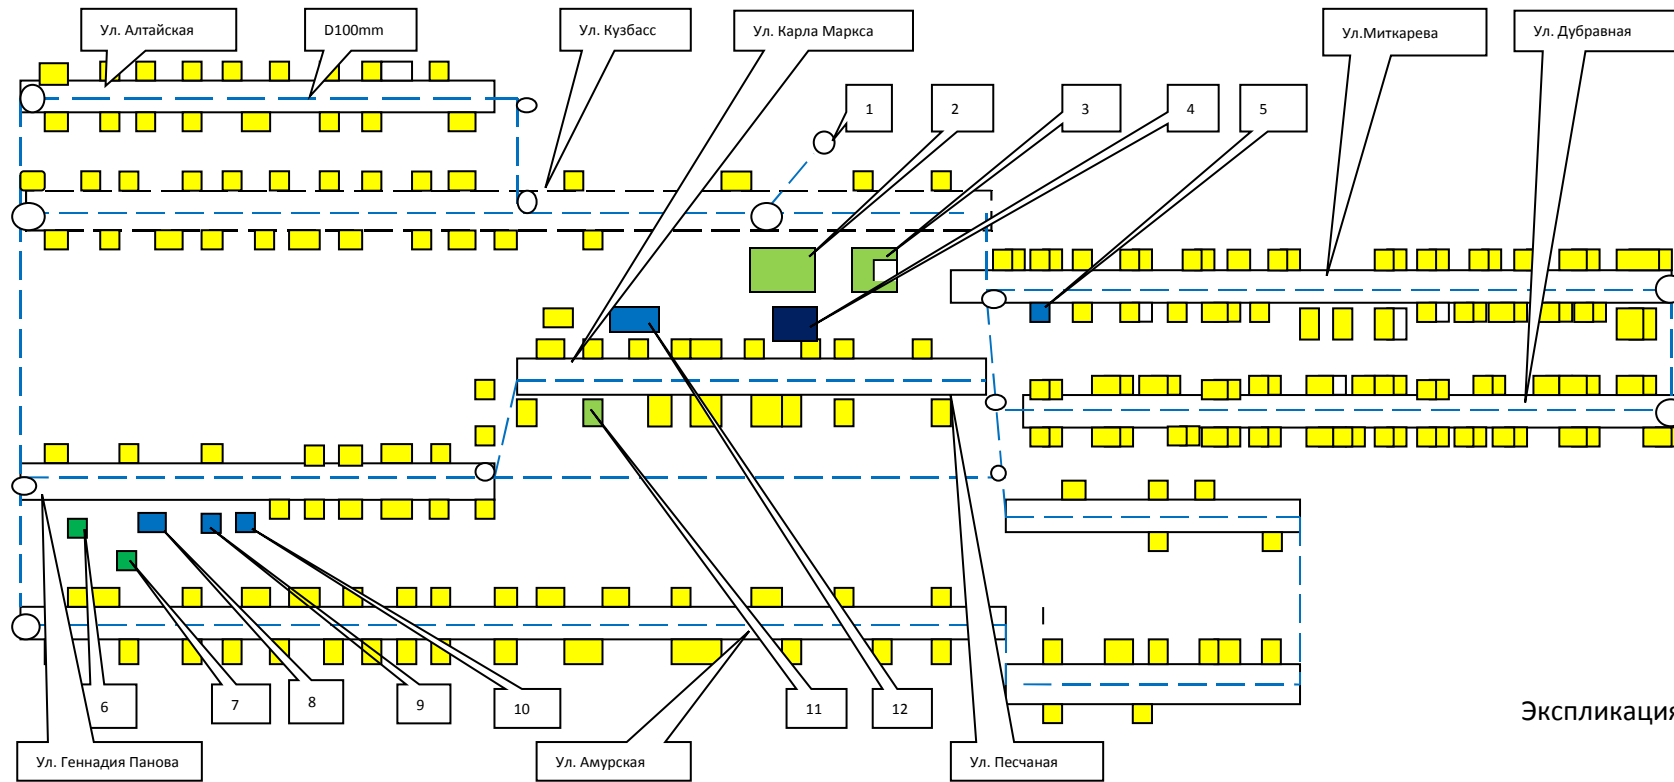 Ул. Алтайская
D100mm
Ул. Кузбасс
Ул. Карла Маркса
Ул.Миткарева
Ул. Дубравная
1
2
3
4
5
6
7
8
9
10
11
12
Экспликация
Ул. Геннадия Панова
Ул. Амурская
Ул. Песчаная